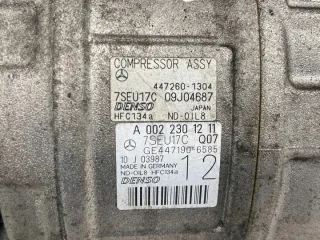 COMPRESSOR ASSY
447260-1304
7SEU17C 09J04687
DENSO JAPAN
HFC134a ND-OIL8
A 002 230 12 11
7SEU17C Q07
GE447190-6585
10 J 03987
MADE IN GERMANY
ND-OIL8 HFC134a
DENSO
12